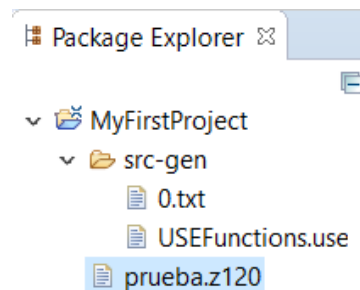 Package Explorer
MyFirstProject
src-gen
0.txt
USEFunctions.use
prueba.z120